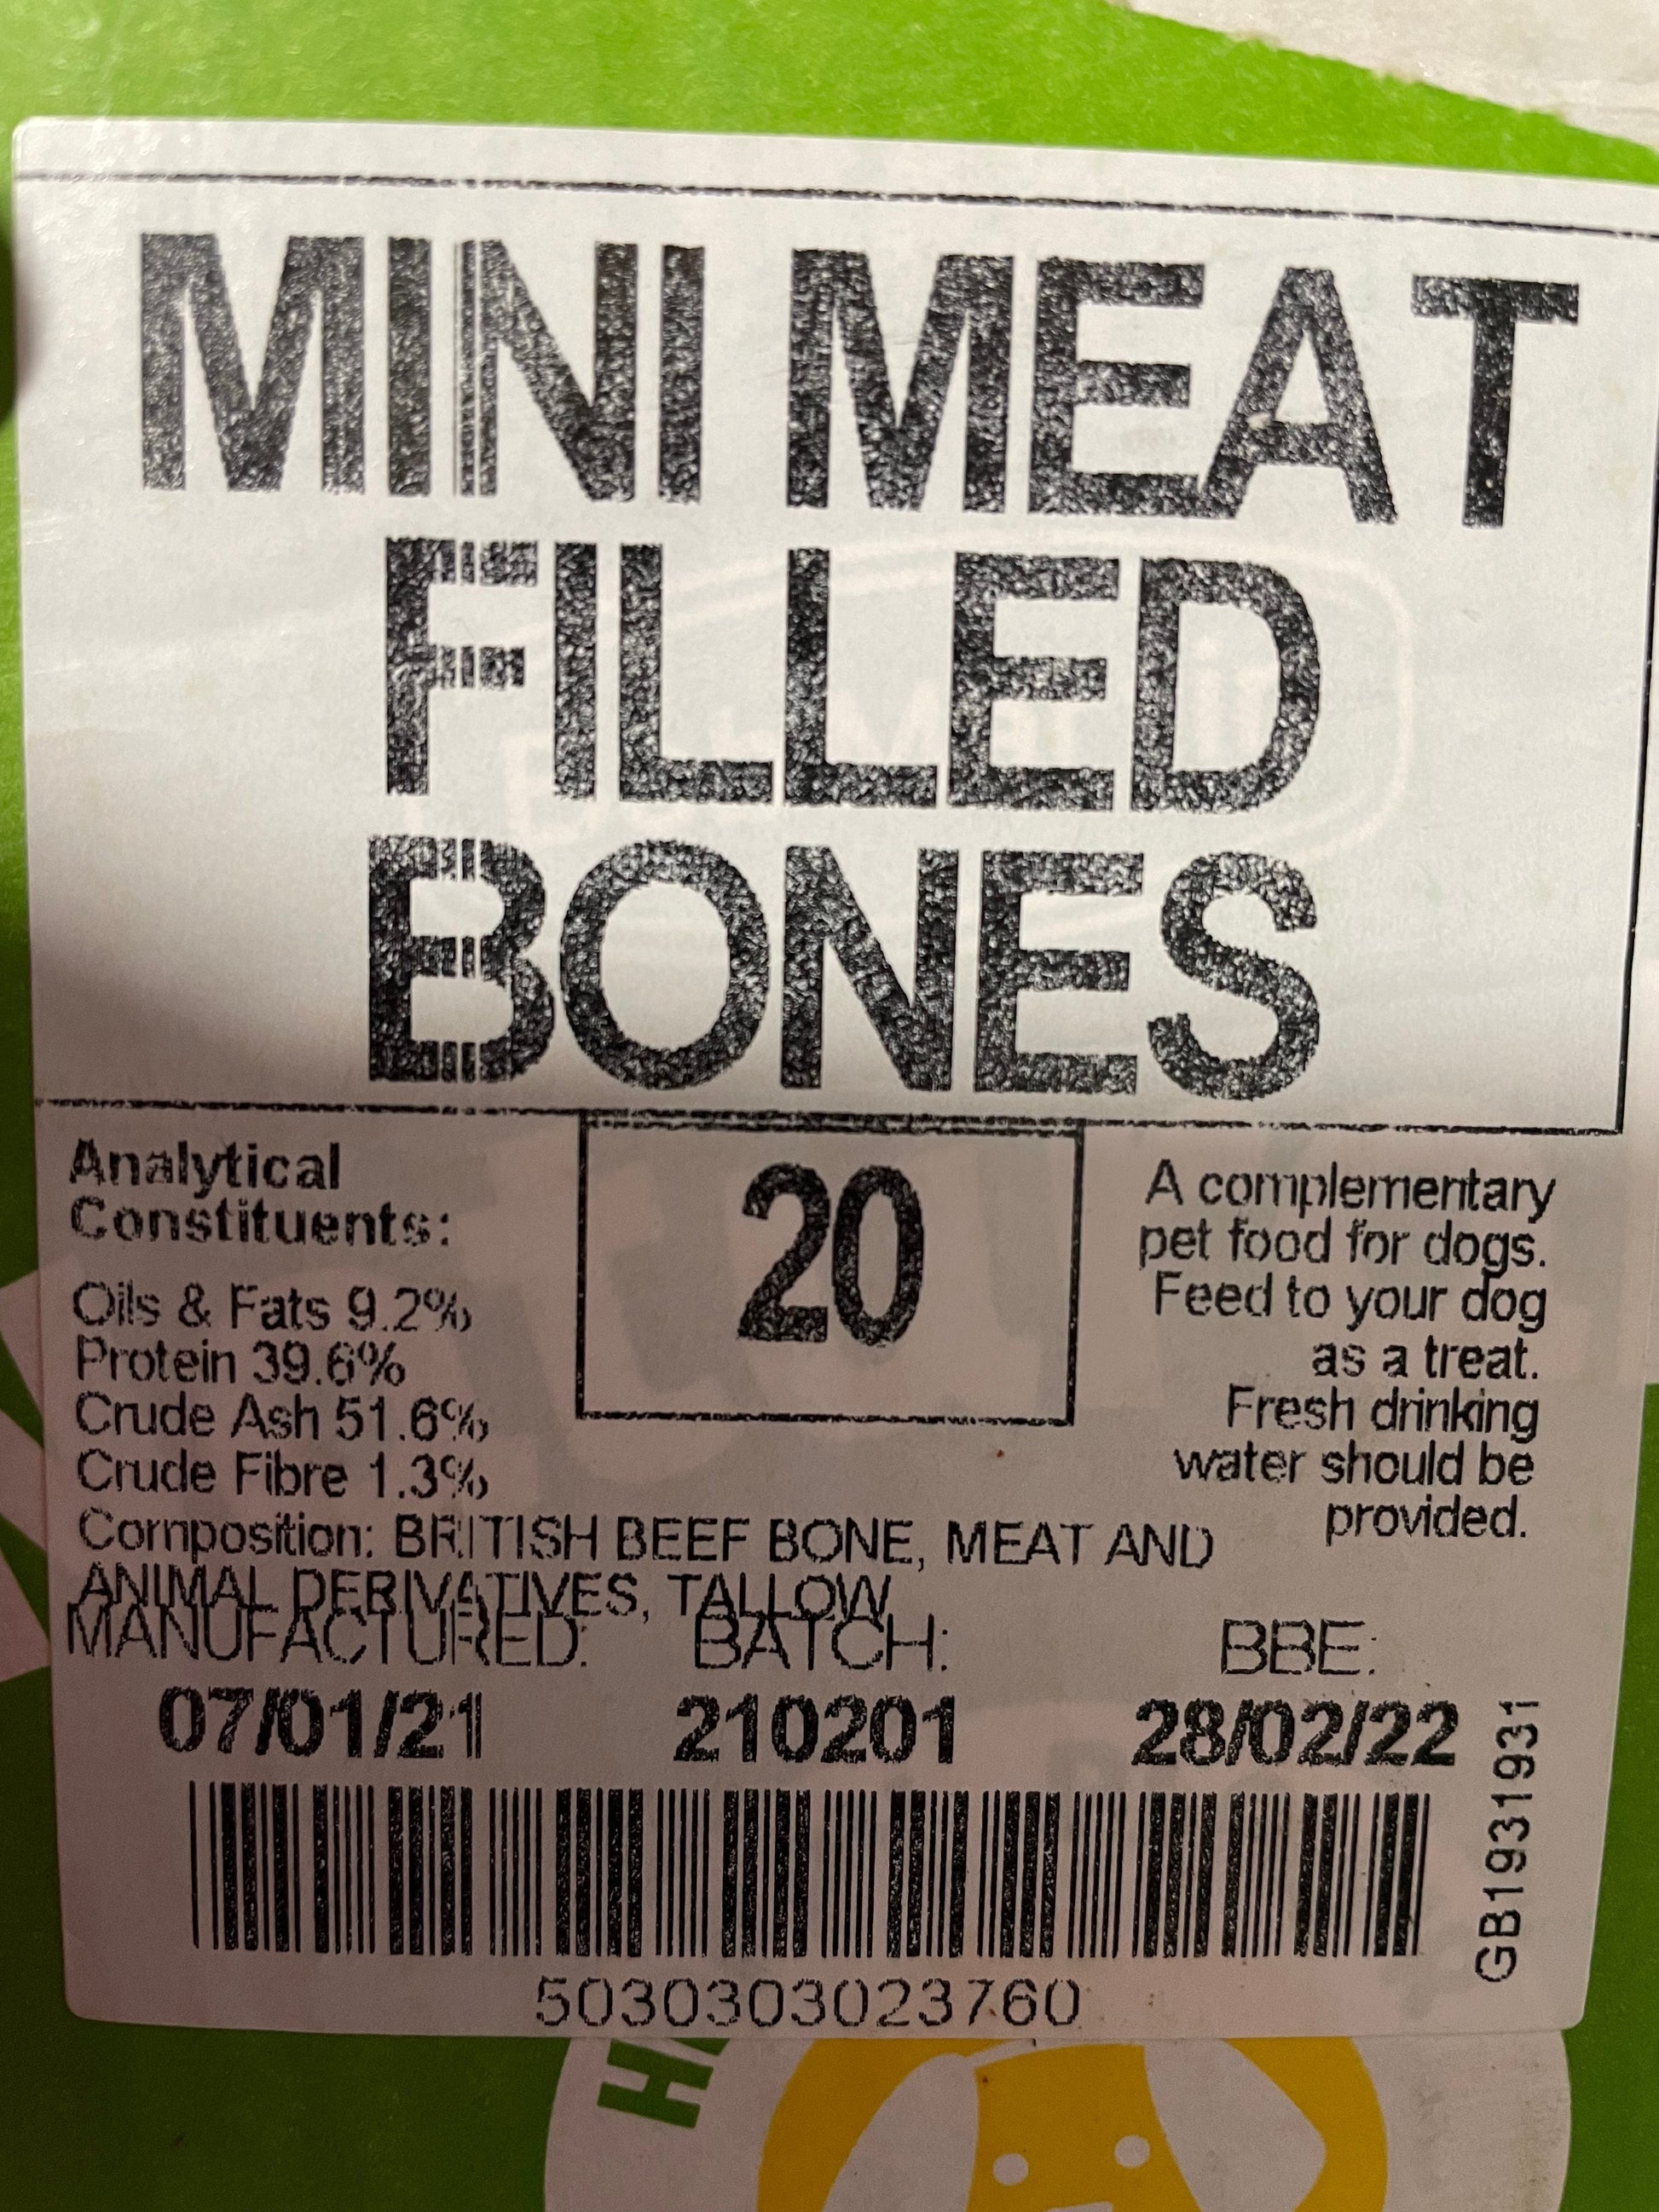 MINI MEAT
FILLED
BONES
Analytical
Constituents:
Oils & Fats 9.2%
Protein 39.6%
Crude Ash 51.6%
Crude Fibre 1.3%
20
A complementary
pet food for dogs.
Feed to your dog
as a treat.
Fresh drinking
water should be
provided.
Composition: BRITISH BEEF BONE, MEAT AND
ANIMAL DERIVATIVES, TALLOW
MANUFACTURED: BATCH: BBE:
07/01/21 210201 28/02/22
GB1931931
5030303023760